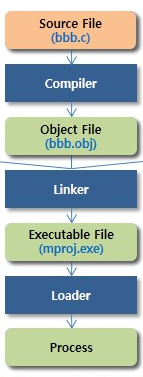 Source File
(bbb.c)
Compiler
Object File
(bbb.obj)
Linker
Executable File
(mproj.exe)
Loader
Process